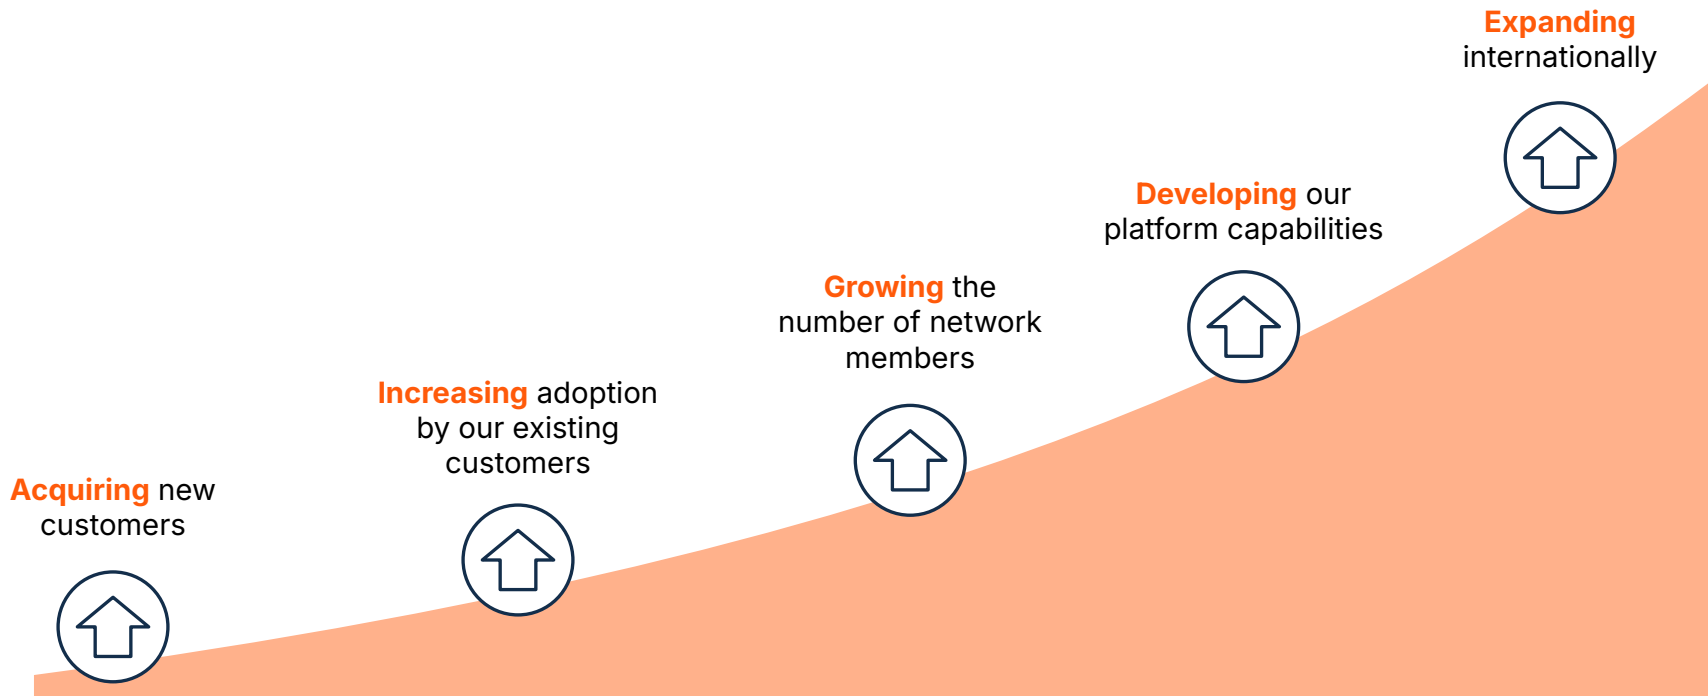 Acquiring new
customers
Increasing adoption
by our existing
customers
Growing the
number of network
members
Developing our
platform capabilities
Expanding
internationally